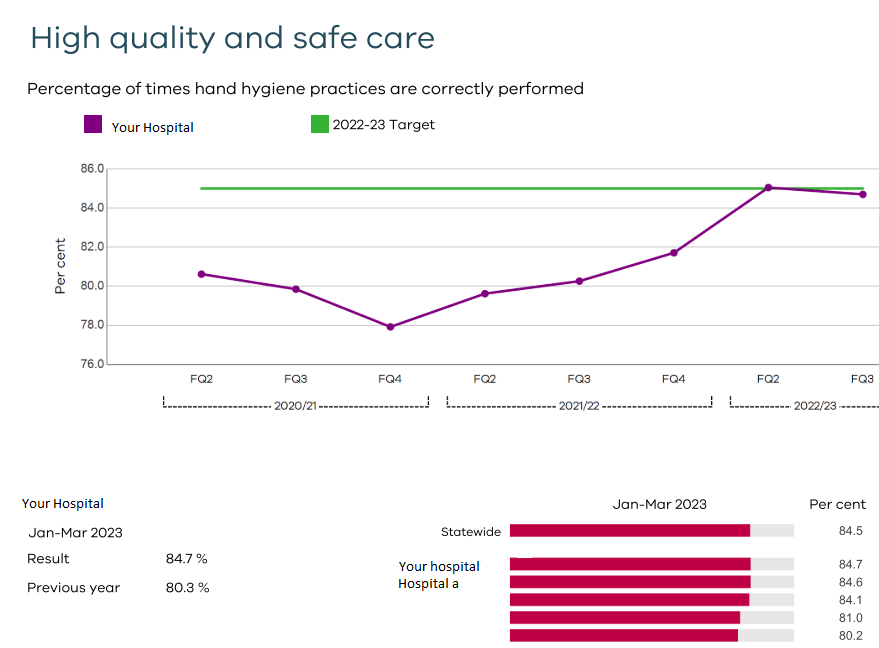 High quality and safe care
Percentage of times hand hygiene practices are correctly performed
Your Hospital 2022-23 Target
86.0
84.0
82.0
80.0
78.0
76.0
Per cent
FQ2 FQ3 FQ4 FQ2 FQ3 FQ4 FQ2 FQ3
2020/21 2021/22 2022/23
Your Hospital
Jan-Mar 2023
Result 84.7 %
Previous year 80.3 %
Jan-Mar 2023 Per cent
Statewide 84.5
Your hospital 84.7
Hospital a 84.6
84.1
81.0
80.2